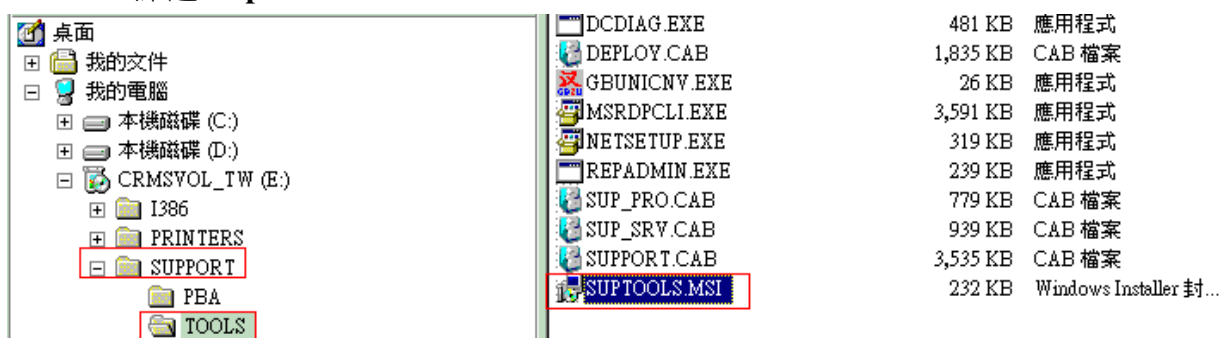 桌面
我的文件
我的電腦
本機磁碟 (C:)
本機磁碟 (D:)
CRMSVOL_TW (E:)
I386
PRINTERS
SUPPORT
PBA
TOOLS
DCDIAG.EXE 481 KB 應用程式
DEPLOY.CAB 1,835 KB CAB 檔案
GBUNICNV.EXE 26 KB 應用程式
MSRDPCLI.EXE 3,591 KB 應用程式
NETSETUP.EXE 319 KB 應用程式
REPADMIN.EXE 239 KB 應用程式
SUP_PRO.CAB 779 KB CAB 檔案
SUP_SRV.CAB 939 KB CAB 檔案
SUPPORT.CAB 3,535 KB CAB 檔案
SUPTOOLS.MSI 232 KB Windows Installer 封...